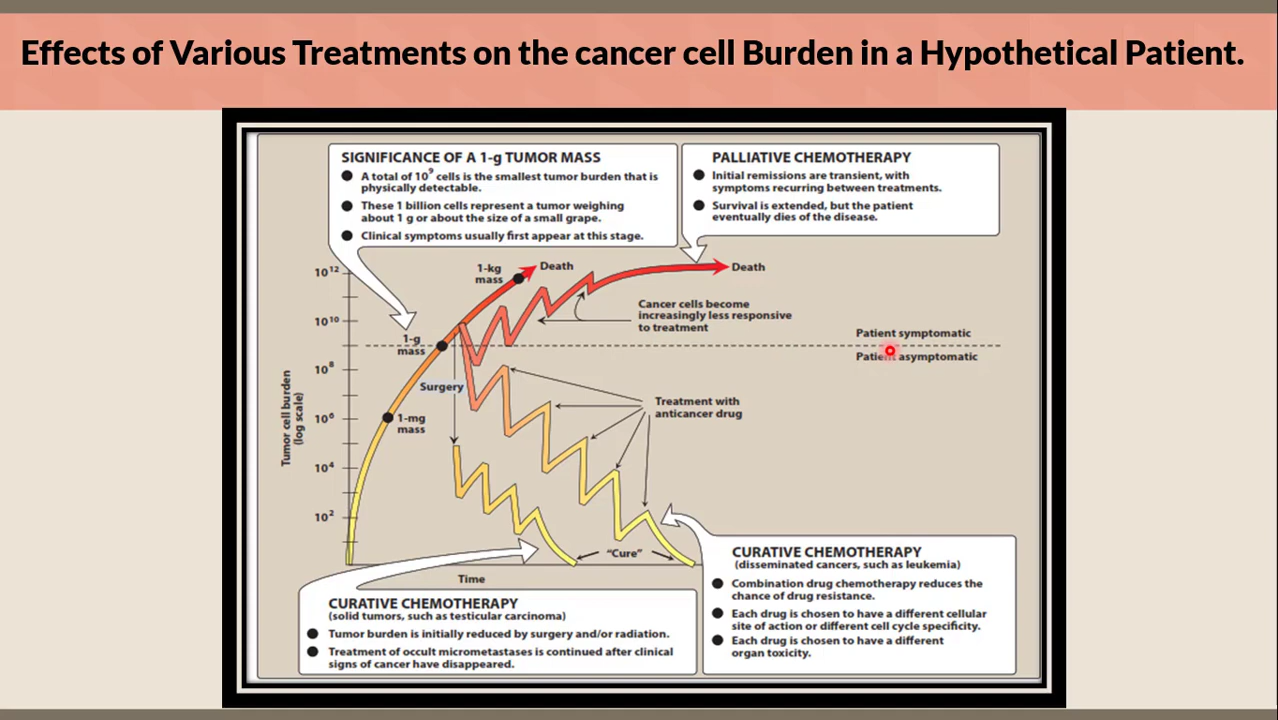 Effects of Various Treatments on the cancer cell Burden in a Hypothetical Patient.
SIGNIFICANCE OF A 1-g TUMOR MASS
A total of 10⁹ cells is the smallest tumor burden that is
physically detectable.
These 1 billion cells represent a tumor weighing
about 1 g or about the size of a small grape.
Clinical symptoms usually first appear at this stage.
PALLIATIVE CHEMOTHERAPY
Initial remissions are transient, with
symptoms recurring between treatments.
Survival is extended, but the patient
eventually dies of the disease.
10¹²
10¹⁰
10⁸
10⁶
10⁴
10²
Tumor cell burden
(log scale)
1-kg
mass
Death
Death
Cancer cells become
increasingly less responsive
to treatment
Patient symptomatic
Patient asymptomatic
1-g
mass
Surgery
1-mg
mass
Treatment with
anticancer drug
"Cure"
Time
CURATIVE CHEMOTHERAPY
(solid tumors, such as testicular carcinoma)
Tumor burden is initially reduced by surgery and/or radiation.
Treatment of occult micrometastases is continued after clinical
signs of cancer have disappeared.
CURATIVE CHEMOTHERAPY
(disseminated cancers, such as leukemia)
Combination drug chemotherapy reduces the
chance of drug resistance.
Each drug is chosen to have a different cellular
site of action or different cell cycle specificity.
Each drug is chosen to have a different
organ toxicity.